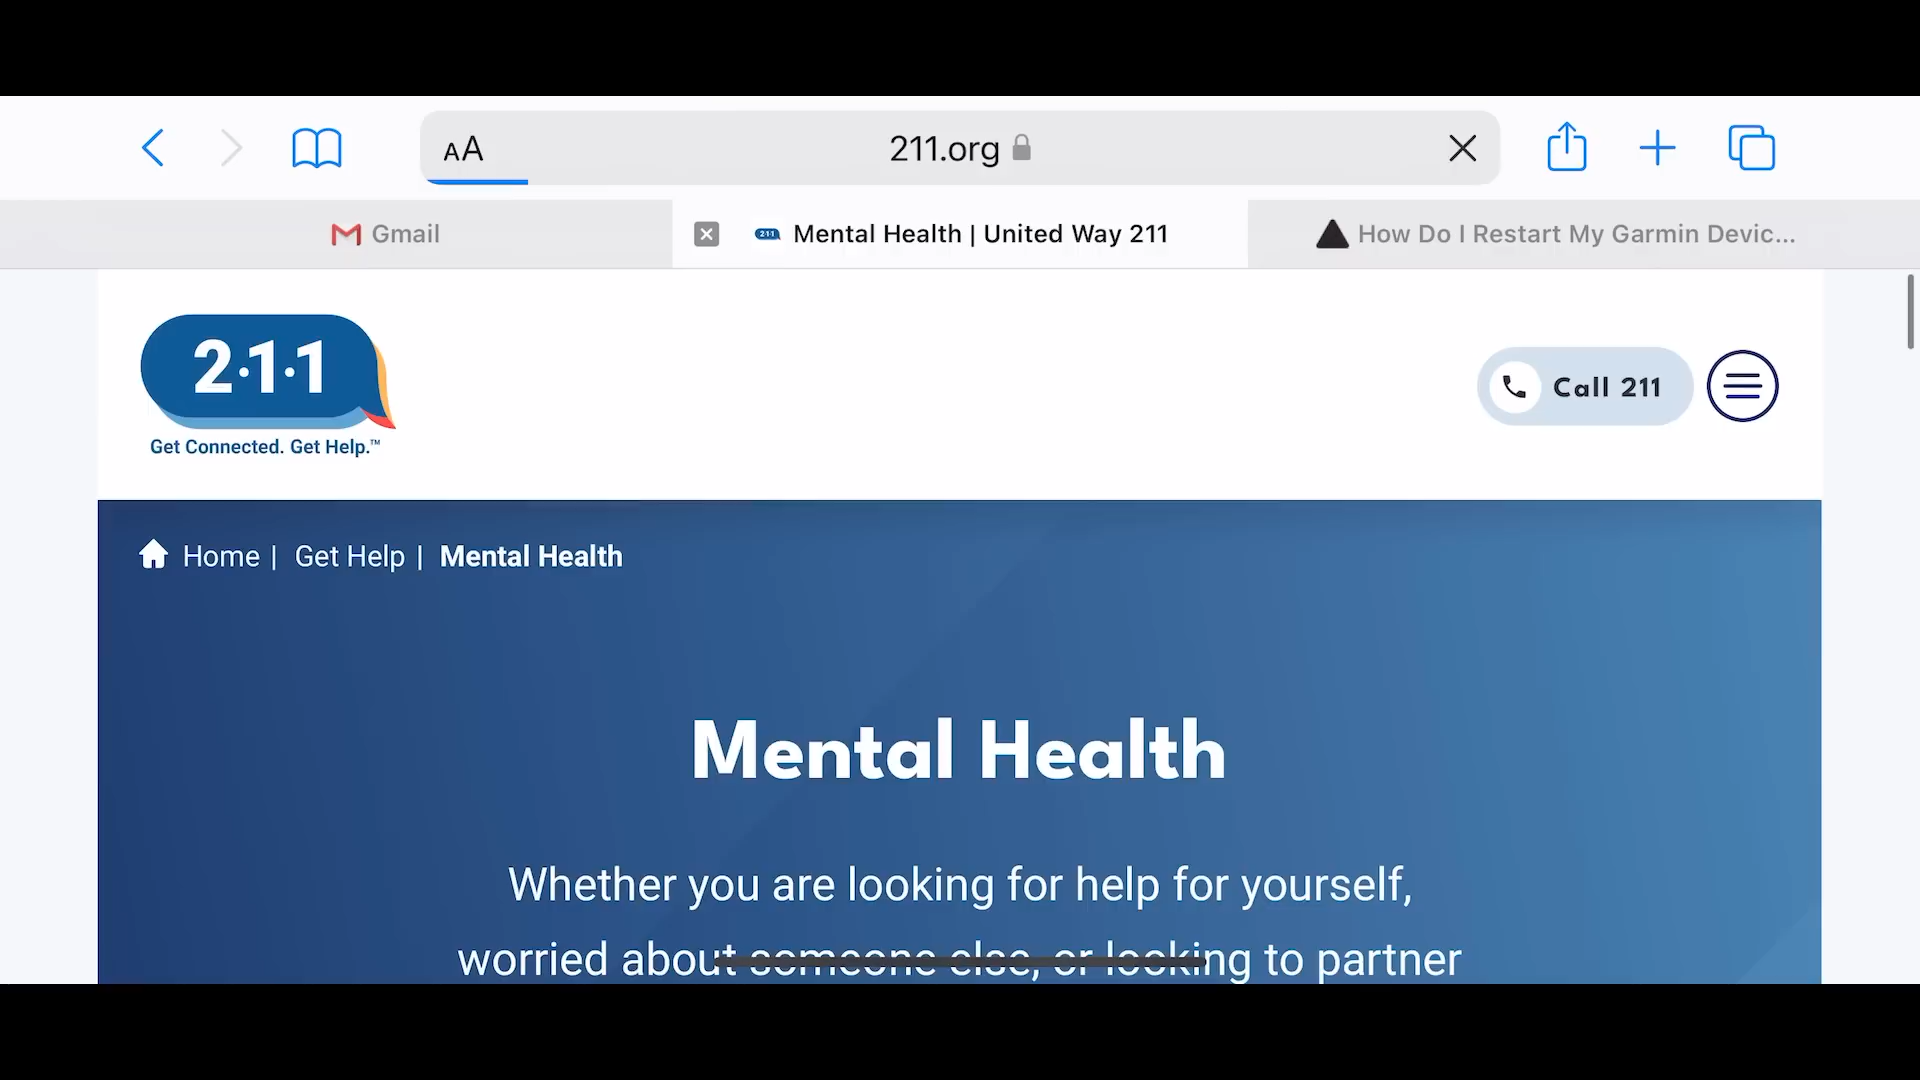 AA
211.org
Gmail
211
Mental Health | United Way 211
How Do I Restart My Garmin Devic...
2·1·1
Get Connected. Get Help.™
Call 211
Home | Get Help | Mental Health
Mental Health
Whether you are looking for help for yourself,
worried about someone else, or looking to partner